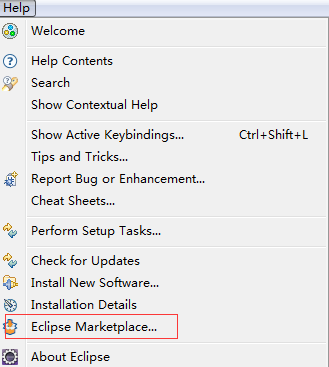 Help
Welcome
Help Contents
Search
Show Contextual Help
Show Active Keybindings... Ctrl+Shift+L
Tips and Tricks...
Report Bug or Enhancement...
Cheat Sheets...
Perform Setup Tasks...
Check for Updates
Install New Software...
Installation Details
Eclipse Marketplace...
About Eclipse